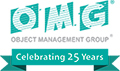 OMG
OBJECT MANAGEMENT GROUP®
Celebrating 25 Years